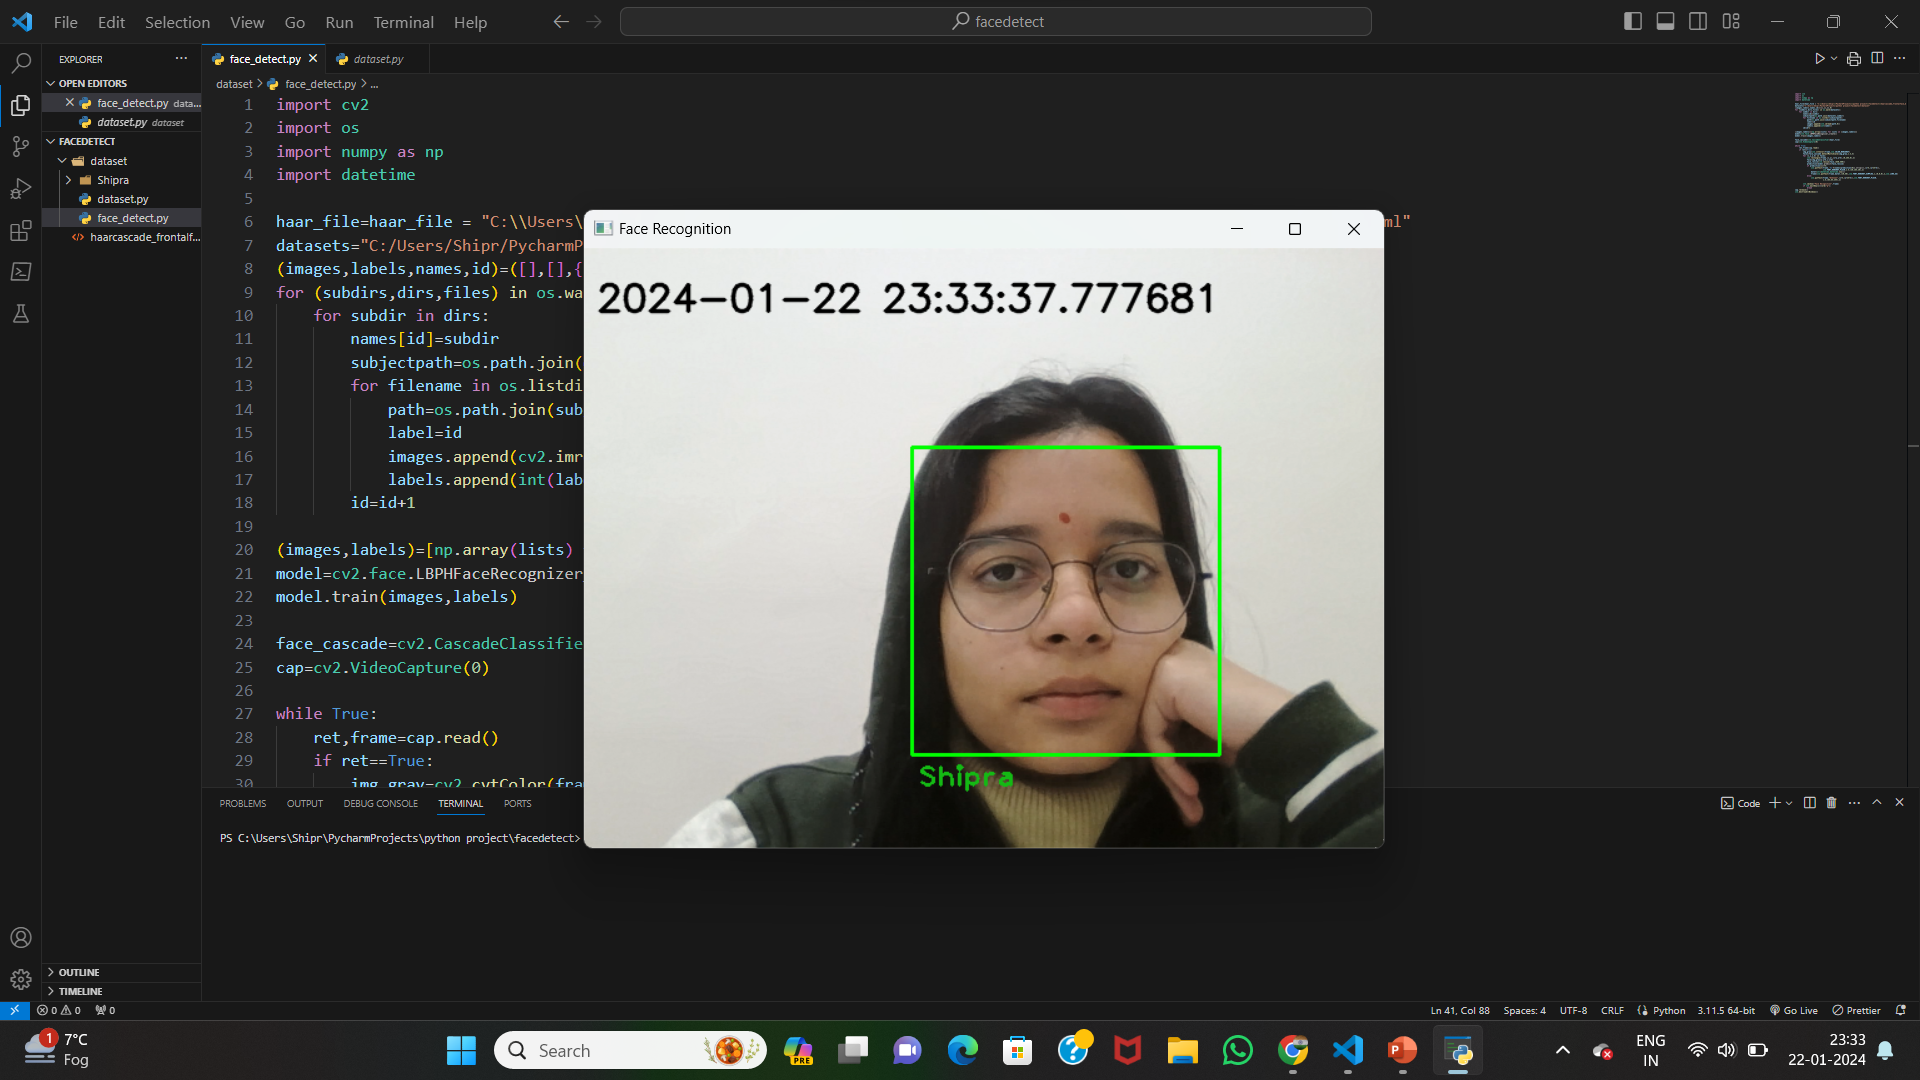 File Edit Selection View Go Run Terminal Help
facedetect
EXPLORER
OPEN EDITORS
face_detect.py data...
dataset.py dataset
FACEDETECT
dataset
Shipra
dataset.py
face_detect.py
haarcascade_frontalf...
OUTLINE
TIMELINE
face_detect.py
dataset.py
dataset > face_detect.py > ...
1 import cv2
2 import os
3 import numpy as np
4 import datetime
5
6 haar_file=haar_file = "C:\\Users\ ml"
7 datasets="C:/Users/Shipr/PycharmP
8 (images,labels,names,id)=([],[],{
9 for (subdirs,dirs,files) in os.wa
10 for subdir in dirs:
11 names[id]=subdir
12 subjectpath=os.path.join(
13 for filename in os.listdi
14 path=os.path.join(sub
15 label=id
16 images.append(cv2.imr
17 labels.append(int(lab
18 id=id+1
19
20 (images,labels)=[np.array(lists)
21 model=cv2.face.LBPHFaceRecognizer_
22 model.train(images,labels)
23
24 face_cascade=cv2.CascadeClassifie
25 cap=cv2.VideoCapture(0)
26
27 while True:
28 ret,frame=cap.read()
29 if ret==True:
30 img_gray=cv2.cvtColor(fra
Face Recognition
2024-01-22 23:33:37.777681
Shipra
PROBLEMS OUTPUT DEBUG CONSOLE TERMINAL PORTS
Code
PS C:\Users\Shipr\PycharmProjects\python project\facedetect>
0 0 0
Ln 41, Col 88 Spaces: 4 UTF-8 CRLF Python 3.11.5 64-bit Go Live Prettier
1
7°C
Fog
Search
PRE
ENG
IN
23:33
22-01-2024